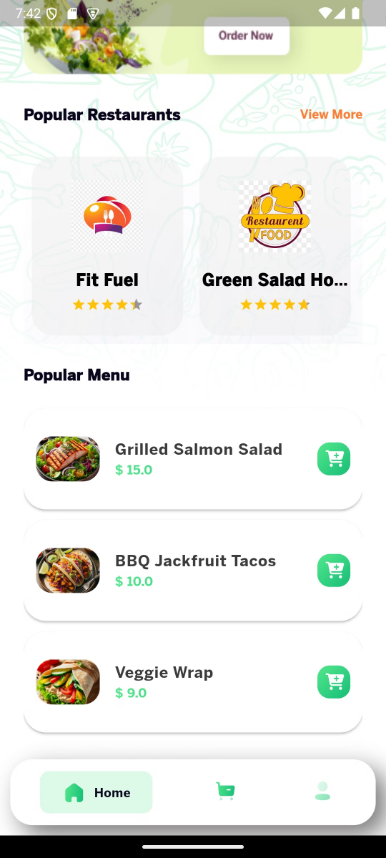 7:42
Order Now
Popular Restaurants
View More
Restaurent
FOOD
Fit Fuel
Green Salad Ho...
Popular Menu
Grilled Salmon Salad
$ 15.0
BBQ Jackfruit Tacos
$ 10.0
Veggie Wrap
$ 9.0
Home